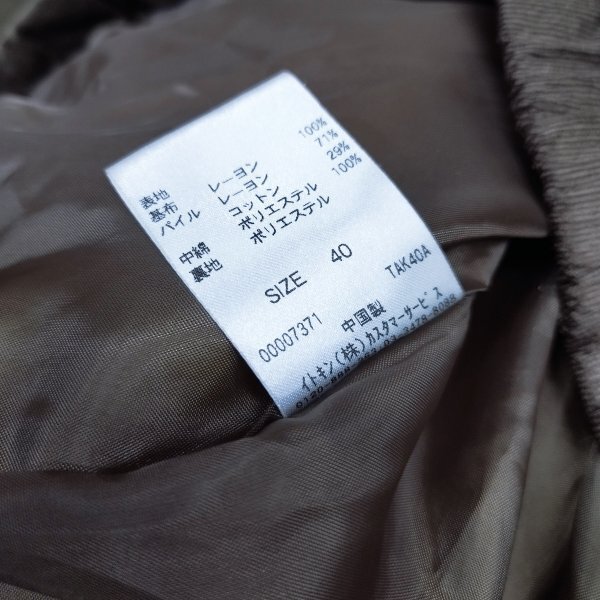 表地
基布 レーヨン 100%
パイル レーヨン 71%
コットン 29%
中綿 ポリエステル 100%
裏地 ポリエステル
SIZE 40
00007371 中国製 TAK40A
イトキン(株)カスタマーサービス